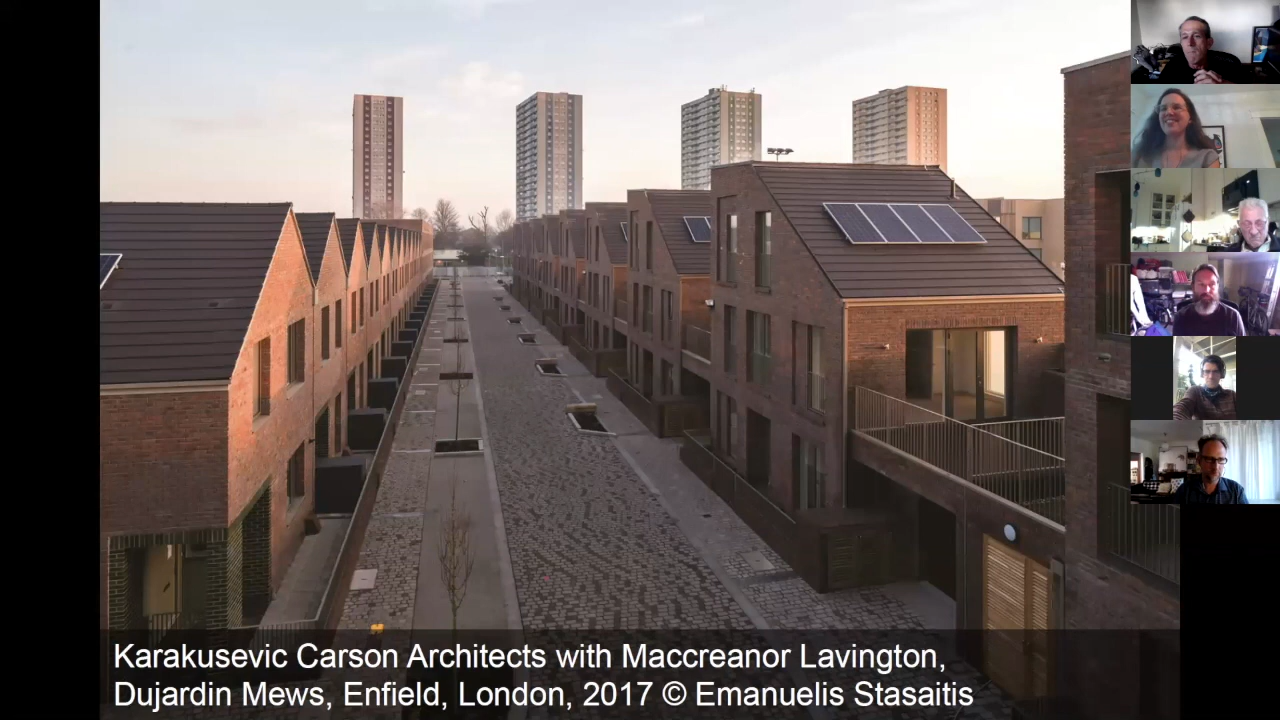 Karakusevic Carson Architects with Maccreanor Lavington,
Dujardin Mews, Enfield, London, 2017 © Emanuelis Stasaitis